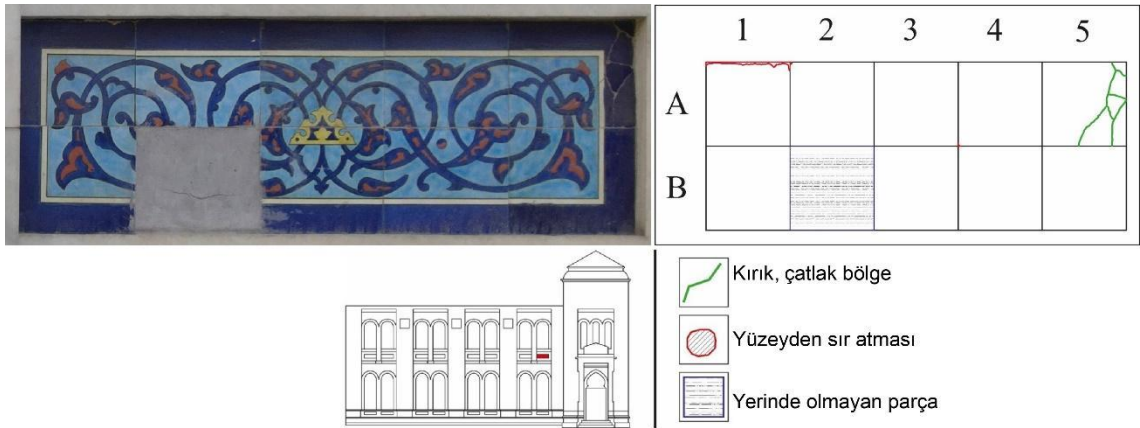 1 2 3 4 5
A
B
Kırık, çatlak bölge
Yüzeyden sır atması
Yerinde olmayan parça